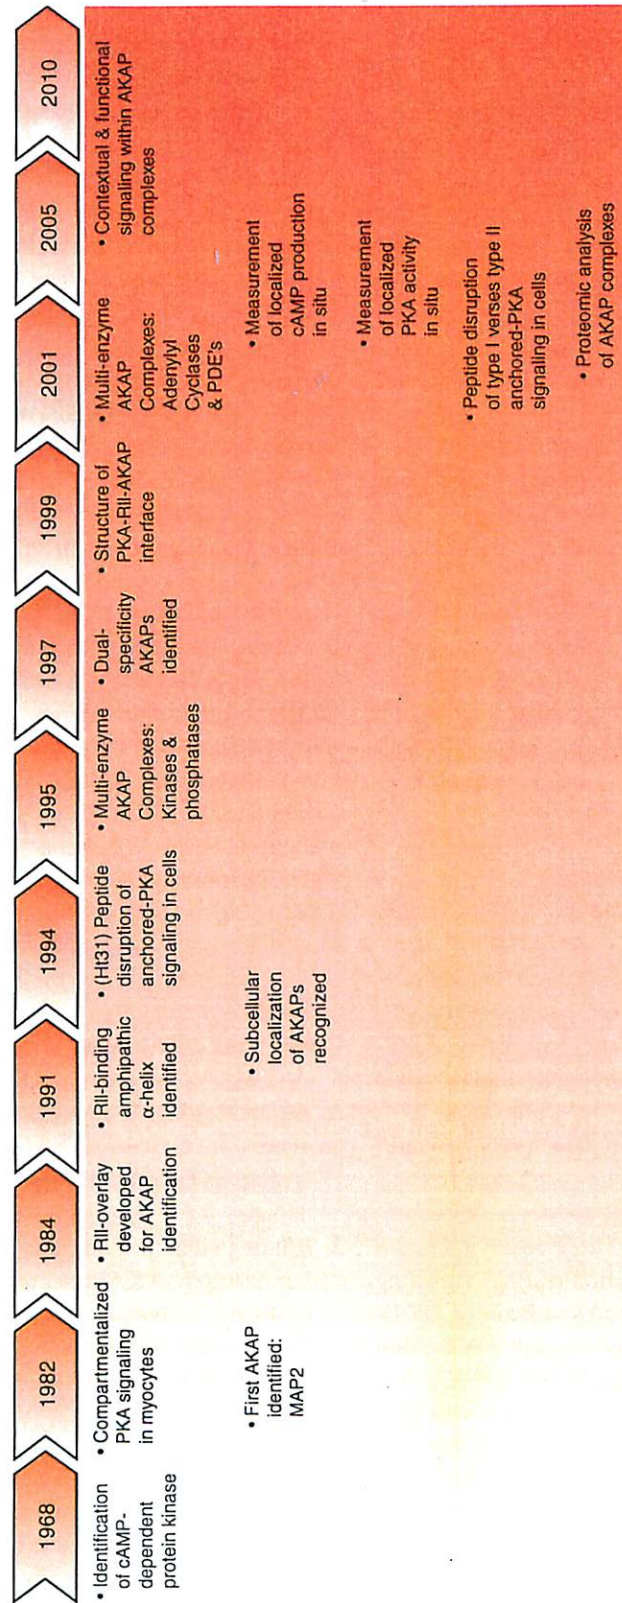 1968
1982
1984
1991
1994
1995
1997
1999
2001
2005
2010
• Identification
of cAMP-
dependent
protein kinase
• Compartmentalized
PKA signaling
in myocytes
• First AKAP
identified:
MAP2
• RII-overlay
developed
for AKAP
identification
• RII-binding
amphipathic
α-helix
identified
• (Ht31) Peptide
disruption of
anchored-PKA
signaling in cells
• Subcellular
localization
of AKAPs
recognized
• Multi-enzyme
AKAP
Complexes:
Kinases &
phosphatases
• Dual-
specificity
AKAPs
identified
• Structure of
PKA-RII-AKAP
interface
• Multi-enzyme
AKAP
Complexes:
Adenylyl
Cyclases
& PDE's
• Measurement
of localized
cAMP production
in situ
• Measurement
of localized
PKA activity
in situ
• Peptide disruption
of type I verses type II
anchored-PKA
signaling in cells
• Proteomic analysis
of AKAP complexes
• Contextual & functional
signaling within AKAP
complexes